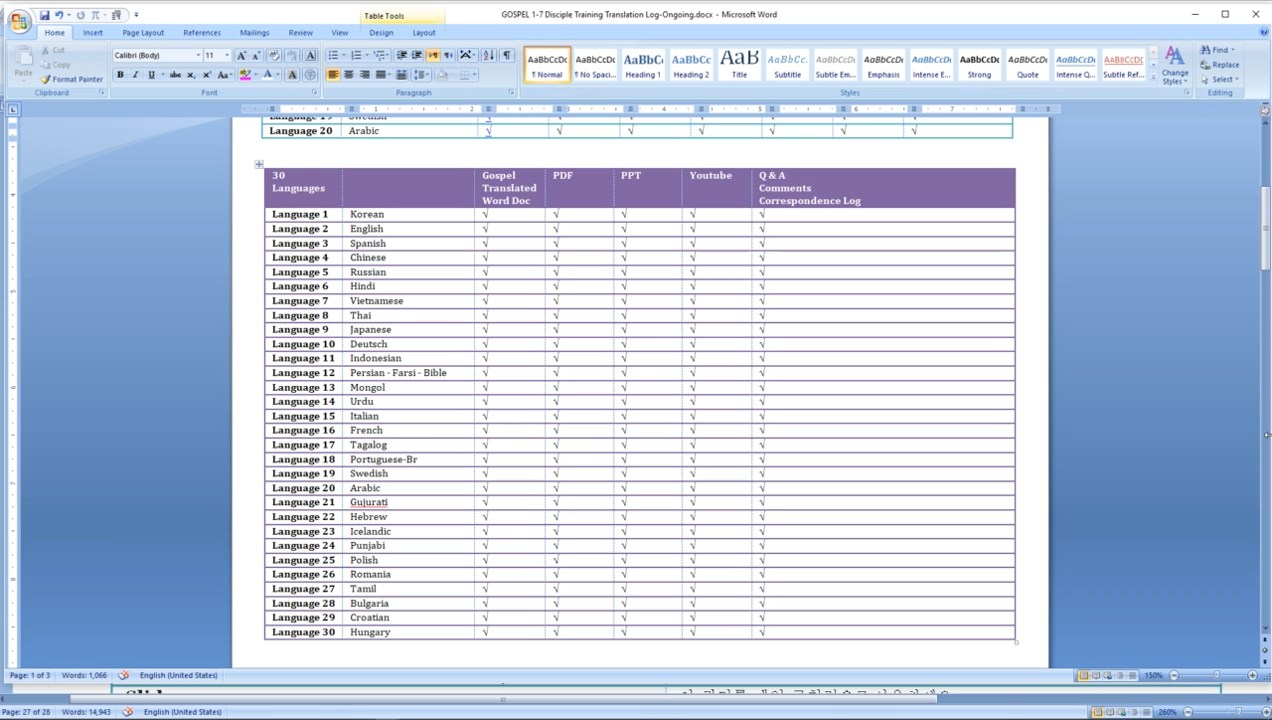 Table Tools
GOSPEL 1-7 Disciple Training Translation Log-Ongoing.docx - Microsoft Word
Home Insert Page Layout References Mailings Review View Design Layout
Cut
Copy
Format Painter
Paste
Clipboard
Calibri (Body) 11
Font
Paragraph
AaBbCcDc AaBbCcDc AaBbC AaBbCc AaB AaBbCc. AaBbCcDt AaBbCcDt AaBbCcDt AaBbCcDc AaBbCcDt AaBbCcDt AaBbCcDt
¶ Normal ¶ No Spaci... Heading 1 Heading 2 Title Subtitle Subtle Em... Emphasis Intense E... Strong Quote Intense Q... Subtle Ref...
Change Styles
Styles
Find
Replace
Select
Editing
Language 19 Swedish √ √ √ √ √ √ √
Language 20 Arabic √ √ √ √ √ √ √
30 Languages Gospel Translated Word Doc PDF PPT Youtube Q & A Comments Correspondence Log
Language 1 Korean √ √ √ √ √
Language 2 English √ √ √ √ √
Language 3 Spanish √ √ √ √ √
Language 4 Chinese √ √ √ √ √
Language 5 Russian √ √ √ √ √
Language 6 Hindi √ √ √ √ √
Language 7 Vietnamese √ √ √ √ √
Language 8 Thai √ √ √ √ √
Language 9 Japanese √ √ √ √ √
Language 10 Deutsch √ √ √ √ √
Language 11 Indonesian √ √ √ √ √
Language 12 Persian - Farsi - Bible √ √ √ √ √
Language 13 Mongol √ √ √ √ √
Language 14 Urdu √ √ √ √ √
Language 15 Italian √ √ √ √ √
Language 16 French √ √ √ √ √
Language 17 Tagalog √ √ √ √ √
Language 18 Portuguese-Br √ √ √ √ √
Language 19 Swedish √ √ √ √ √
Language 20 Arabic √ √ √ √ √
Language 21 Gujurati √ √ √ √ √
Language 22 Hebrew √ √ √ √ √
Language 23 Icelandic √ √ √ √ √
Language 24 Punjabi √ √ √ √ √
Language 25 Polish √ √ √ √ √
Language 26 Romania √ √ √ √ √
Language 27 Tamil √ √ √ √ √
Language 28 Bulgaria √ √ √ √ √
Language 29 Croatian √ √ √ √ √
Language 30 Hungary √ √ √ √ √
Page: 1 of 3 Words: 1,066 English (United States) 150%
Page: 27 of 28 Words: 14,943 English (United States) 260%